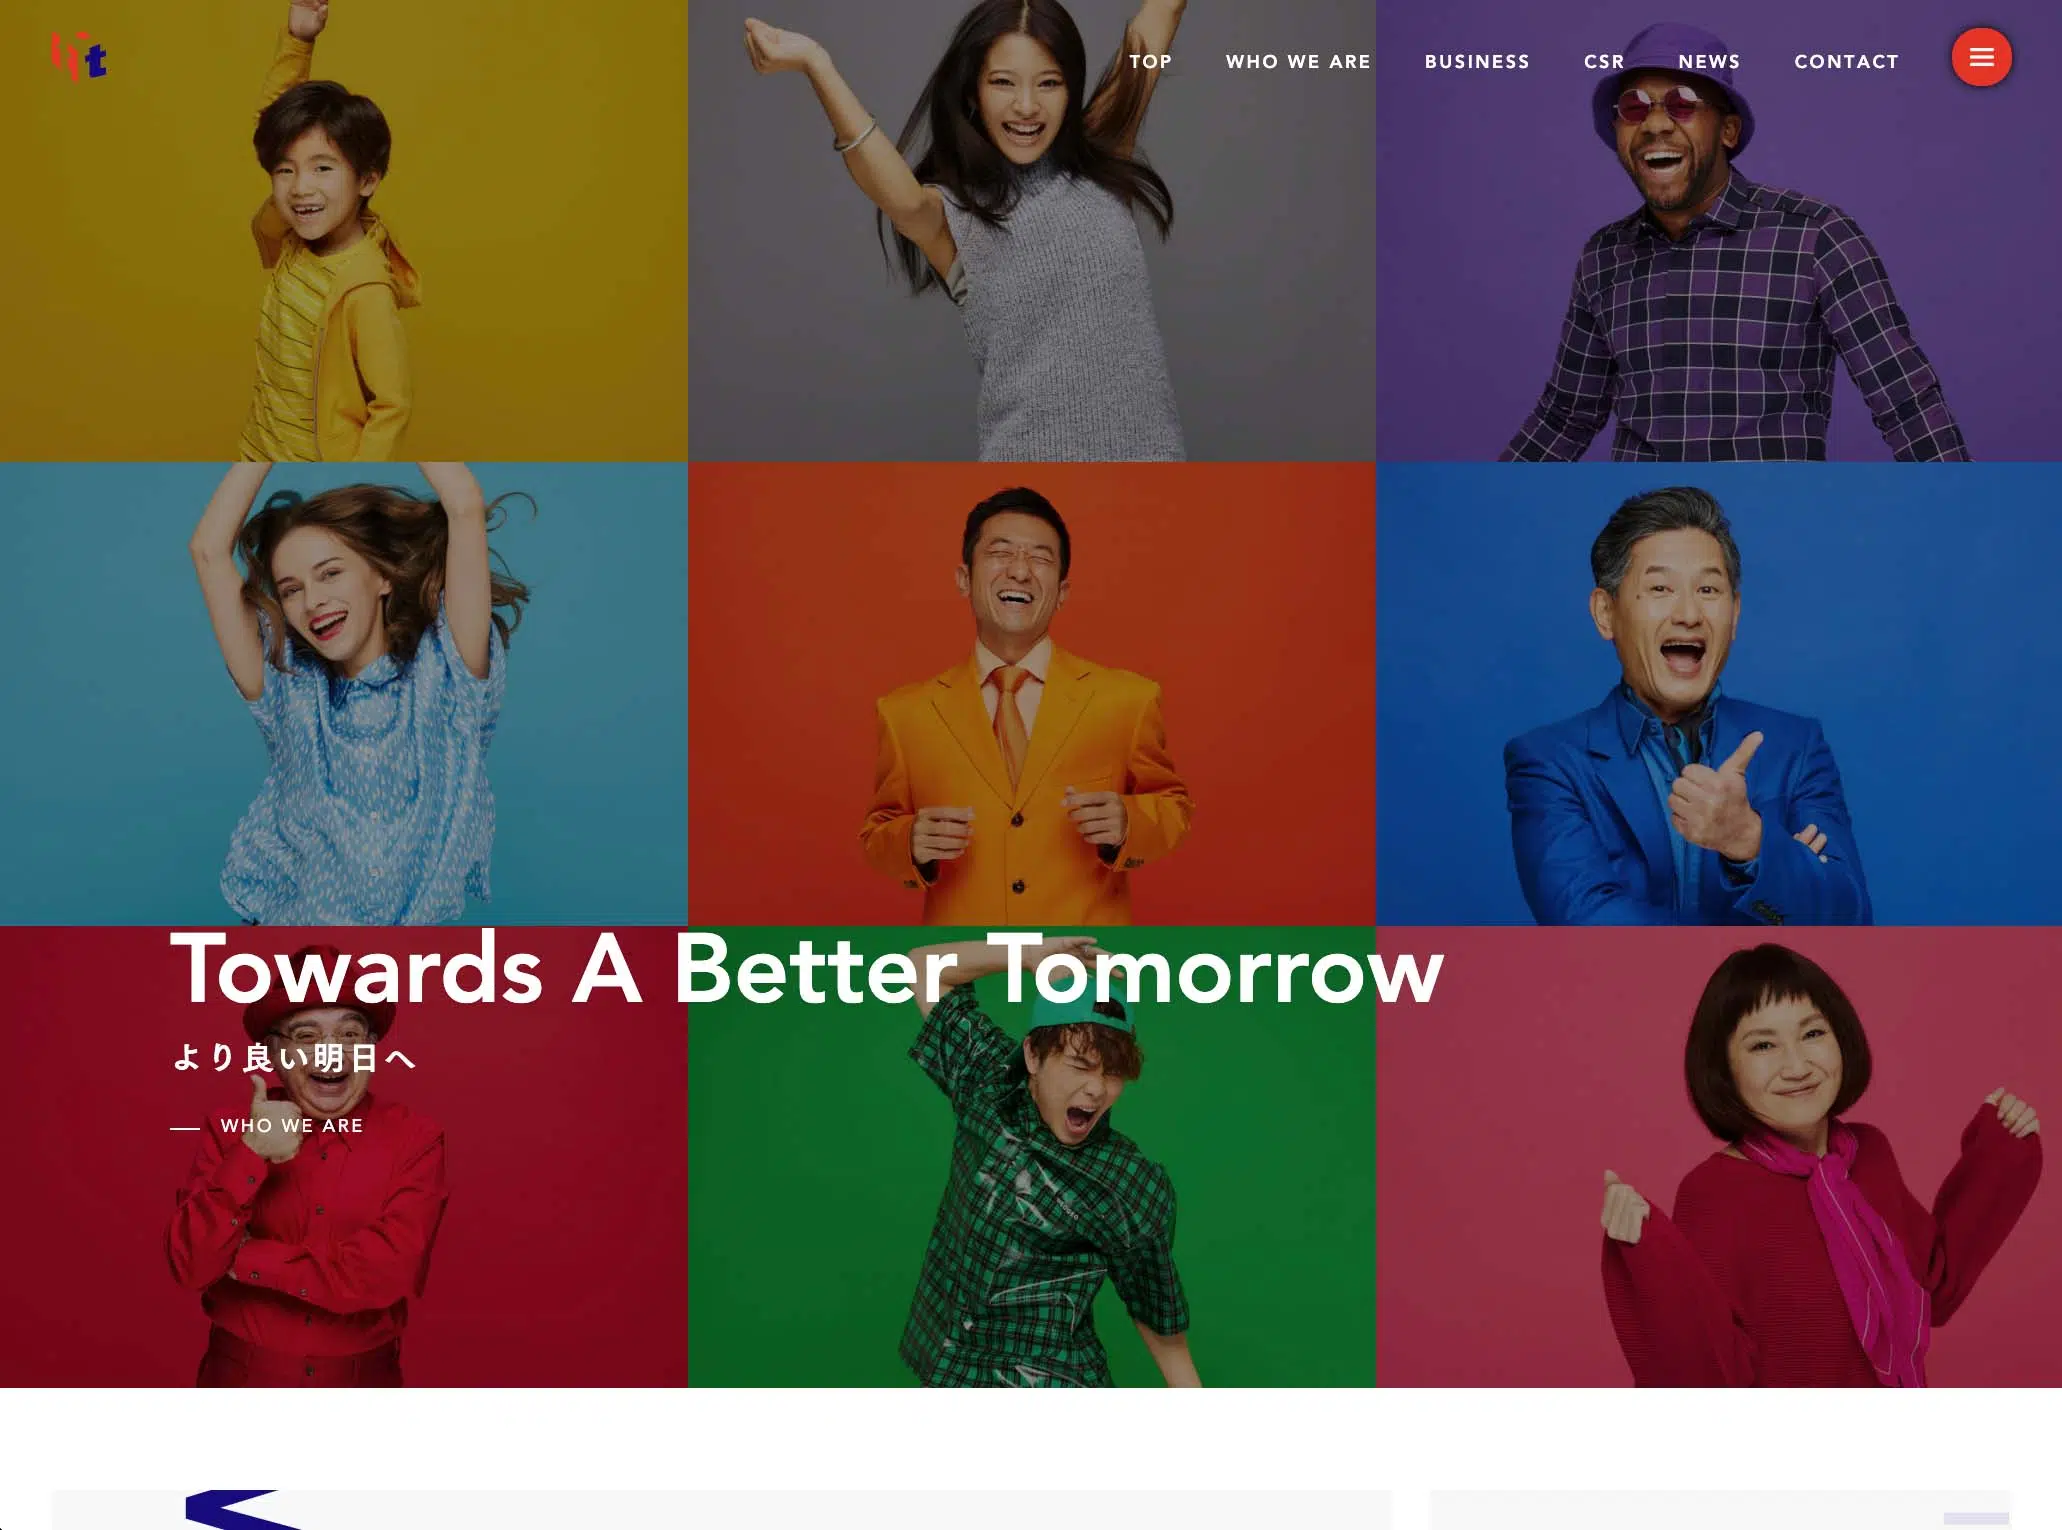 TOP WHO WE ARE BUSINESS CSR NEWS CONTACT
Towards A Better Tomorrow
より良い明日へ
WHO WE ARE